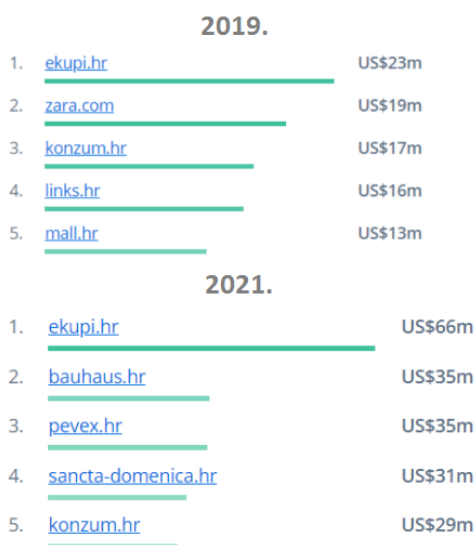 2019.
1. ekupi.hr US$23m
2. zara.com US$19m
3. konzum.hr US$17m
4. links.hr US$16m
5. mall.hr US$13m
2021.
1. ekupi.hr US$66m
2. bauhaus.hr US$35m
3. pevex.hr US$35m
4. sancta-domenica.hr US$31m
5. konzum.hr US$29m